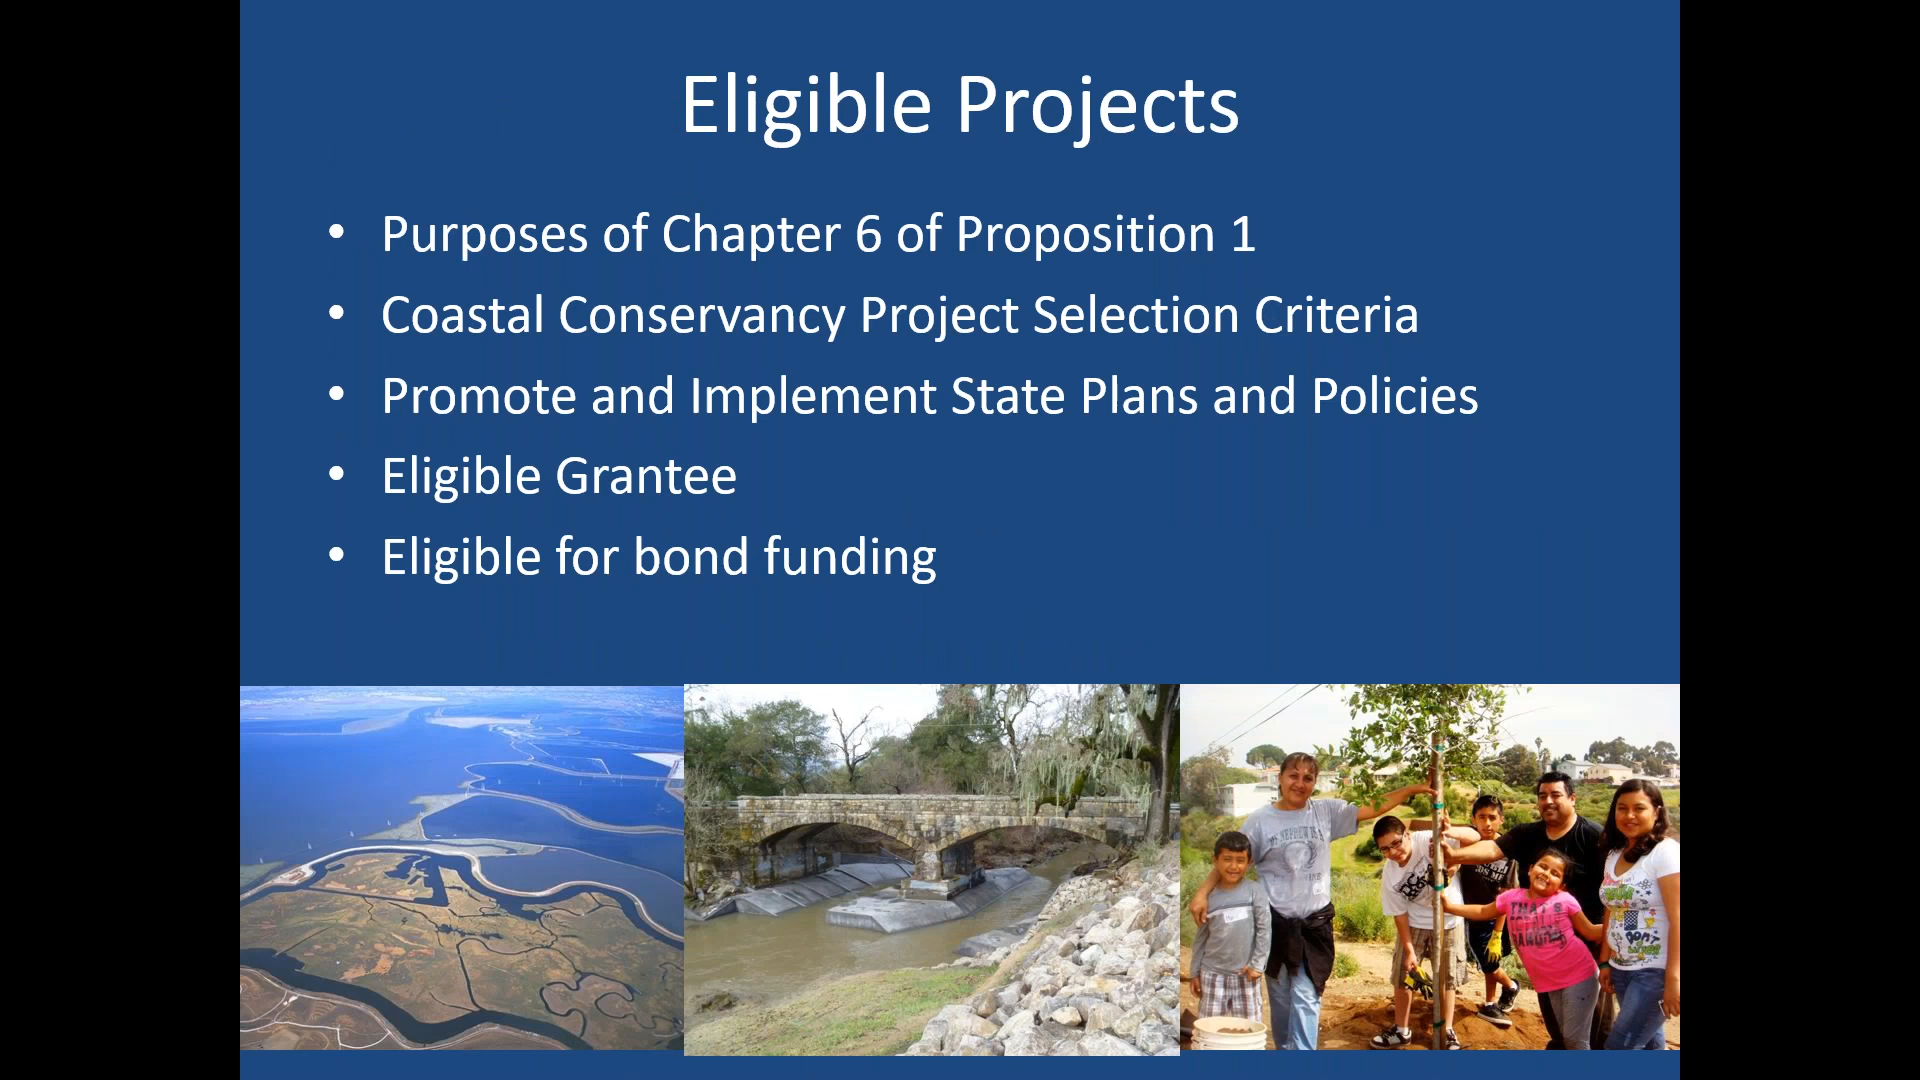 Eligible Projects
• Purposes of Chapter 6 of Proposition 1
• Coastal Conservancy Project Selection Criteria
• Promote and Implement State Plans and Policies
• Eligible Grantee
• Eligible for bond funding
THAT'S